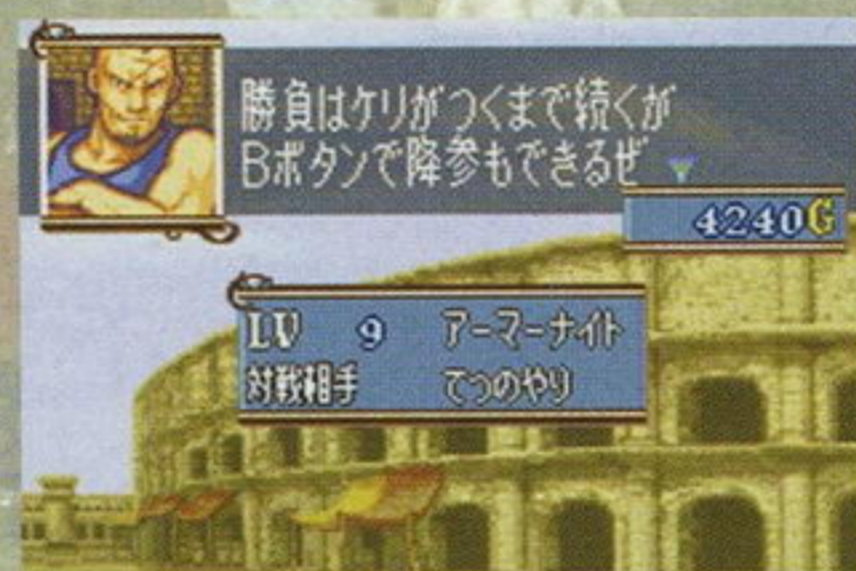 勝負はケリがつくまで続くが
Bボタンで降参もできるぜ
4240G
LV 9 アーマーナイト
対戦相手 てつのやり